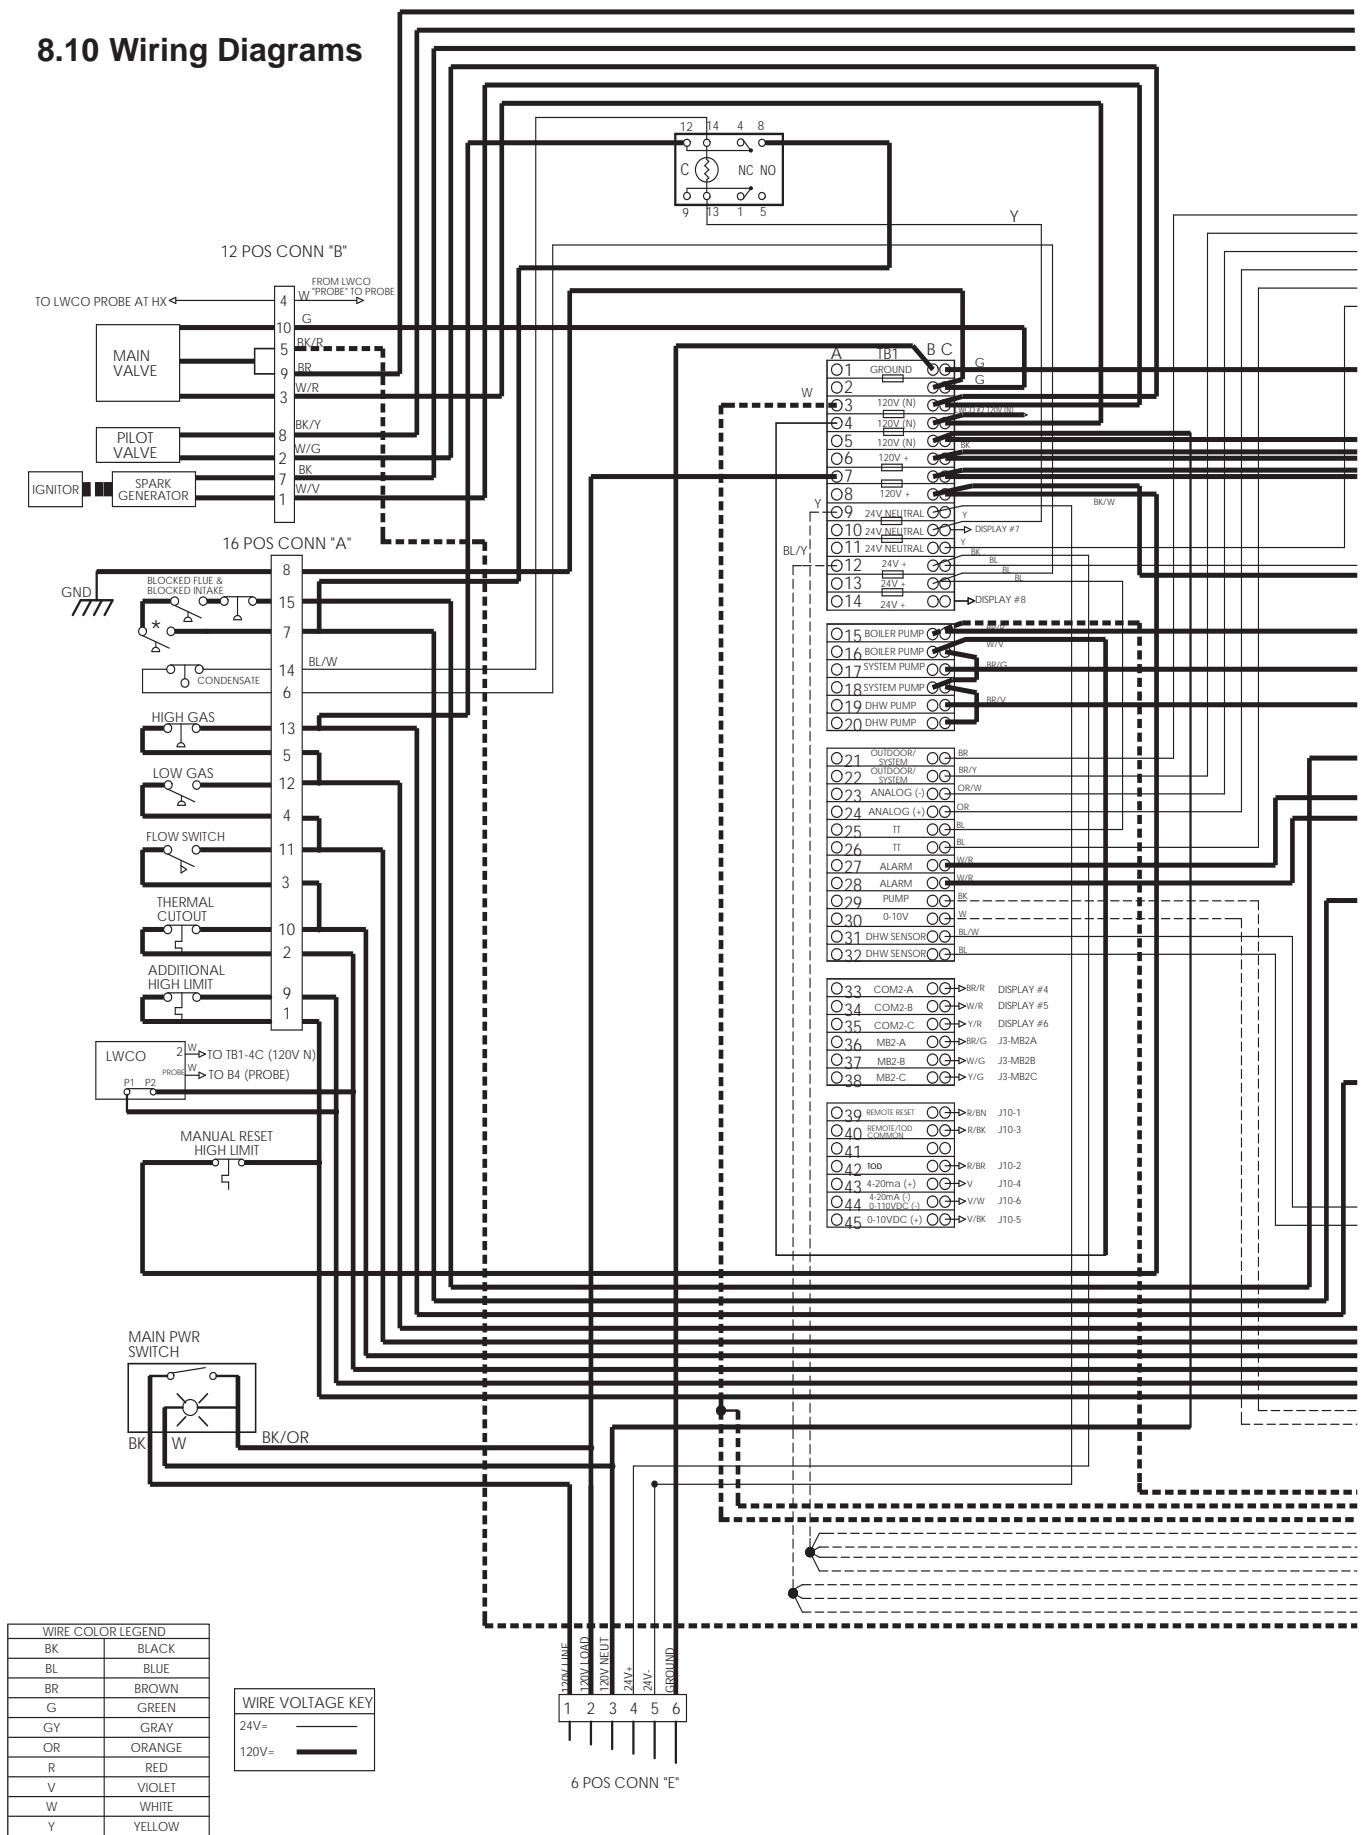 8.10 Wiring Diagrams
12 14 4 8
C NC NO
9 13 1 5
Y
12 POS CONN "B"
TO LWCO PROBE AT HX
4
W
FROM LWCO
"PROBE" TO PROBE
10
G
MAIN
VALVE
5
BK/R
9
BR
3
W/R
PILOT
VALVE
8
BK/Y
2
W/G
IGNITOR
SPARK
GENERATOR
7
BK
1
W/V
16 POS CONN "A"
8
GND
BLOCKED FLUE &
BLOCKED INTAKE
15
*
7
14
BL/W
CONDENSATE
6
HIGH GAS
13
5
LOW GAS
12
4
FLOW SWITCH
11
3
THERMAL
CUTOUT
10
2
ADDITIONAL
HIGH LIMIT
9
1
LWCO
2
W
TO TB1-4C (120V N)
PROBE
W
TO B4 (PROBE)
P1 P2
MANUAL RESET
HIGH LIMIT
MAIN PWR
SWITCH
BK
W
BK/OR
A TB1 B C
1 GROUND
G
2
G
W
3 120V (N)
4 120V (N)
5 120V (N)
BK
6 120V +
7
8 120V +
BK/W
Y
9 24V NEUTRAL
Y
10 24V NEUTRAL
DISPLAY #7
11 24V NEUTRAL
Y
BL/Y
BK
12 24V +
BL
13 24V +
BL
BL
14 24V +
DISPLAY #8
15 BOILER PUMP
BR/R
16 BOILER PUMP
W/V
17 SYSTEM PUMP
BR/G
18 SYSTEM PUMP
19 DHW PUMP
BR/V
20 DHW PUMP
21 OUTDOOR/
SYSTEM
BR
22 OUTDOOR/
SYSTEM
BR/Y
23 ANALOG (-)
OR/W
24 ANALOG (+)
OR
25 TT
BL
26 TT
BL
27 ALARM
W/R
28 ALARM
W/R
29 PUMP
BK
30 0-10V
W
31 DHW SENSOR
BL/W
32 DHW SENSOR
BL
33 COM2-A BR/R DISPLAY #4
34 COM2-B W/R DISPLAY #5
35 COM2-C Y/R DISPLAY #6
36 MB2-A BR/G J3-MB2A
37 MB2-B W/G J3-MB2B
38 MB2-C Y/G J3-MB2C
39 REMOTE RESET R/BN J10-1
40 REMOTE/TOD
COMMON R/BK J10-3
41
42 TOD R/BR J10-2
43 4-20ma (+) V J10-4
44 4-20mA (-)
0-110VDC (-) V/W J10-6
45 0-10VDC (+) V/BK J10-5
120V LINE
120V LOAD
120V NEUT
24V+
24V-
GROUND
1 2 3 4 5 6
6 POS CONN "E"
WIRE COLOR LEGEND
BK BLACK
BL BLUE
BR BROWN
G GREEN
GY GRAY
OR ORANGE
R RED
V VIOLET
W WHITE
Y YELLOW
WIRE VOLTAGE KEY
24V=
120V=